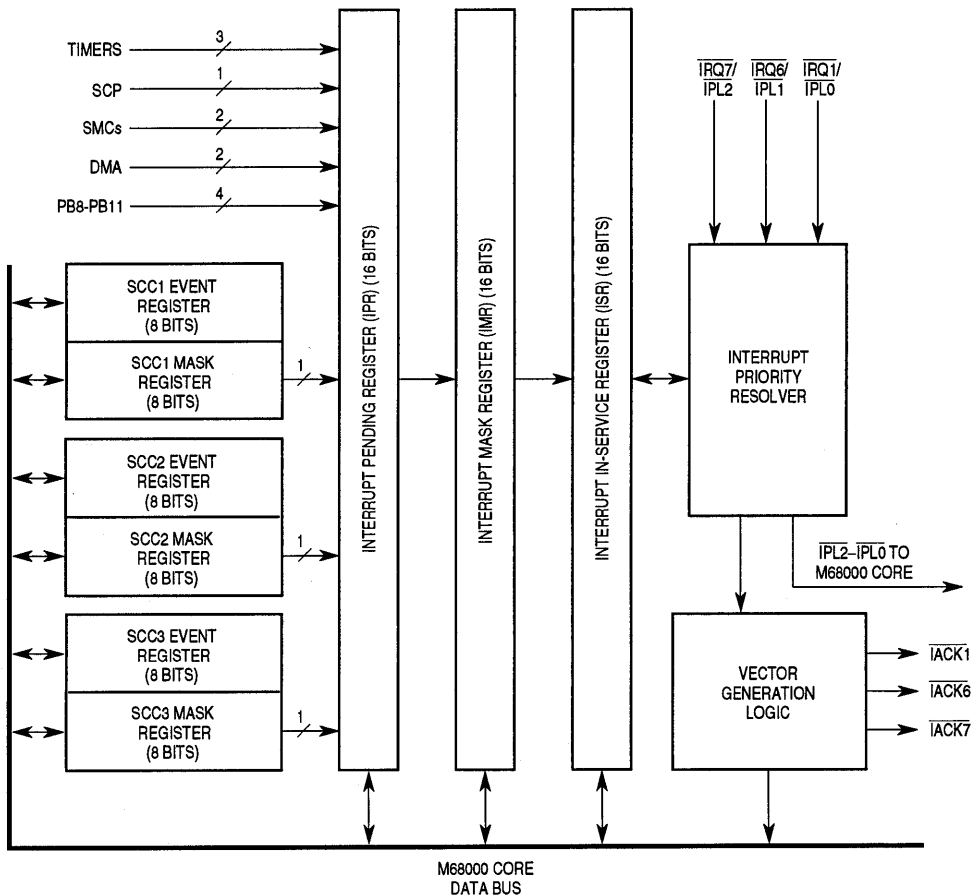 TIMERS
3
SCP
1
SMCs
2
DMA
2
PB8-PB11
4
SCC1 EVENT
REGISTER
(8 BITS)
SCC1 MASK
REGISTER
(8 BITS)
1
SCC2 EVENT
REGISTER
(8 BITS)
SCC2 MASK
REGISTER
(8 BITS)
1
SCC3 EVENT
REGISTER
(8 BITS)
SCC3 MASK
REGISTER
(8 BITS)
1
INTERRUPT PENDING REGISTER (IPR) (16 BITS)
INTERRUPT MASK REGISTER (IMR) (16 BITS)
INTERRUPT IN-SERVICE REGISTER (ISR) (16 BITS)
IRQ7/
IPL2
IRQ6/
IPL1
IRQ1/
IPL0
INTERRUPT
PRIORITY
RESOLVER
IPL2–IPL0 TO
M68000 CORE
VECTOR
GENERATION
LOGIC
IACK1
IACK6
IACK7
M68000 CORE
DATA BUS